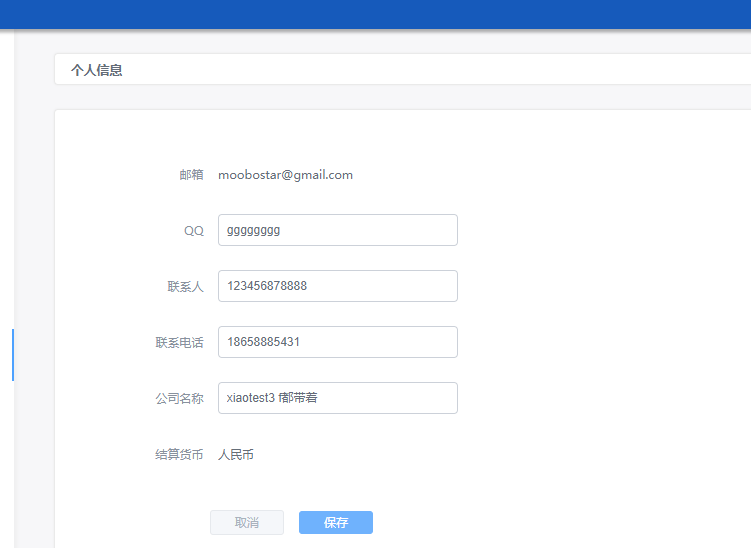 个人信息
邮箱 moobostar@gmail.com
QQ gggggggg
联系人 123456878888
联系电话 18658885431
公司名称 xiaotest3 f都带着
结算货币 人民币
取消 保存